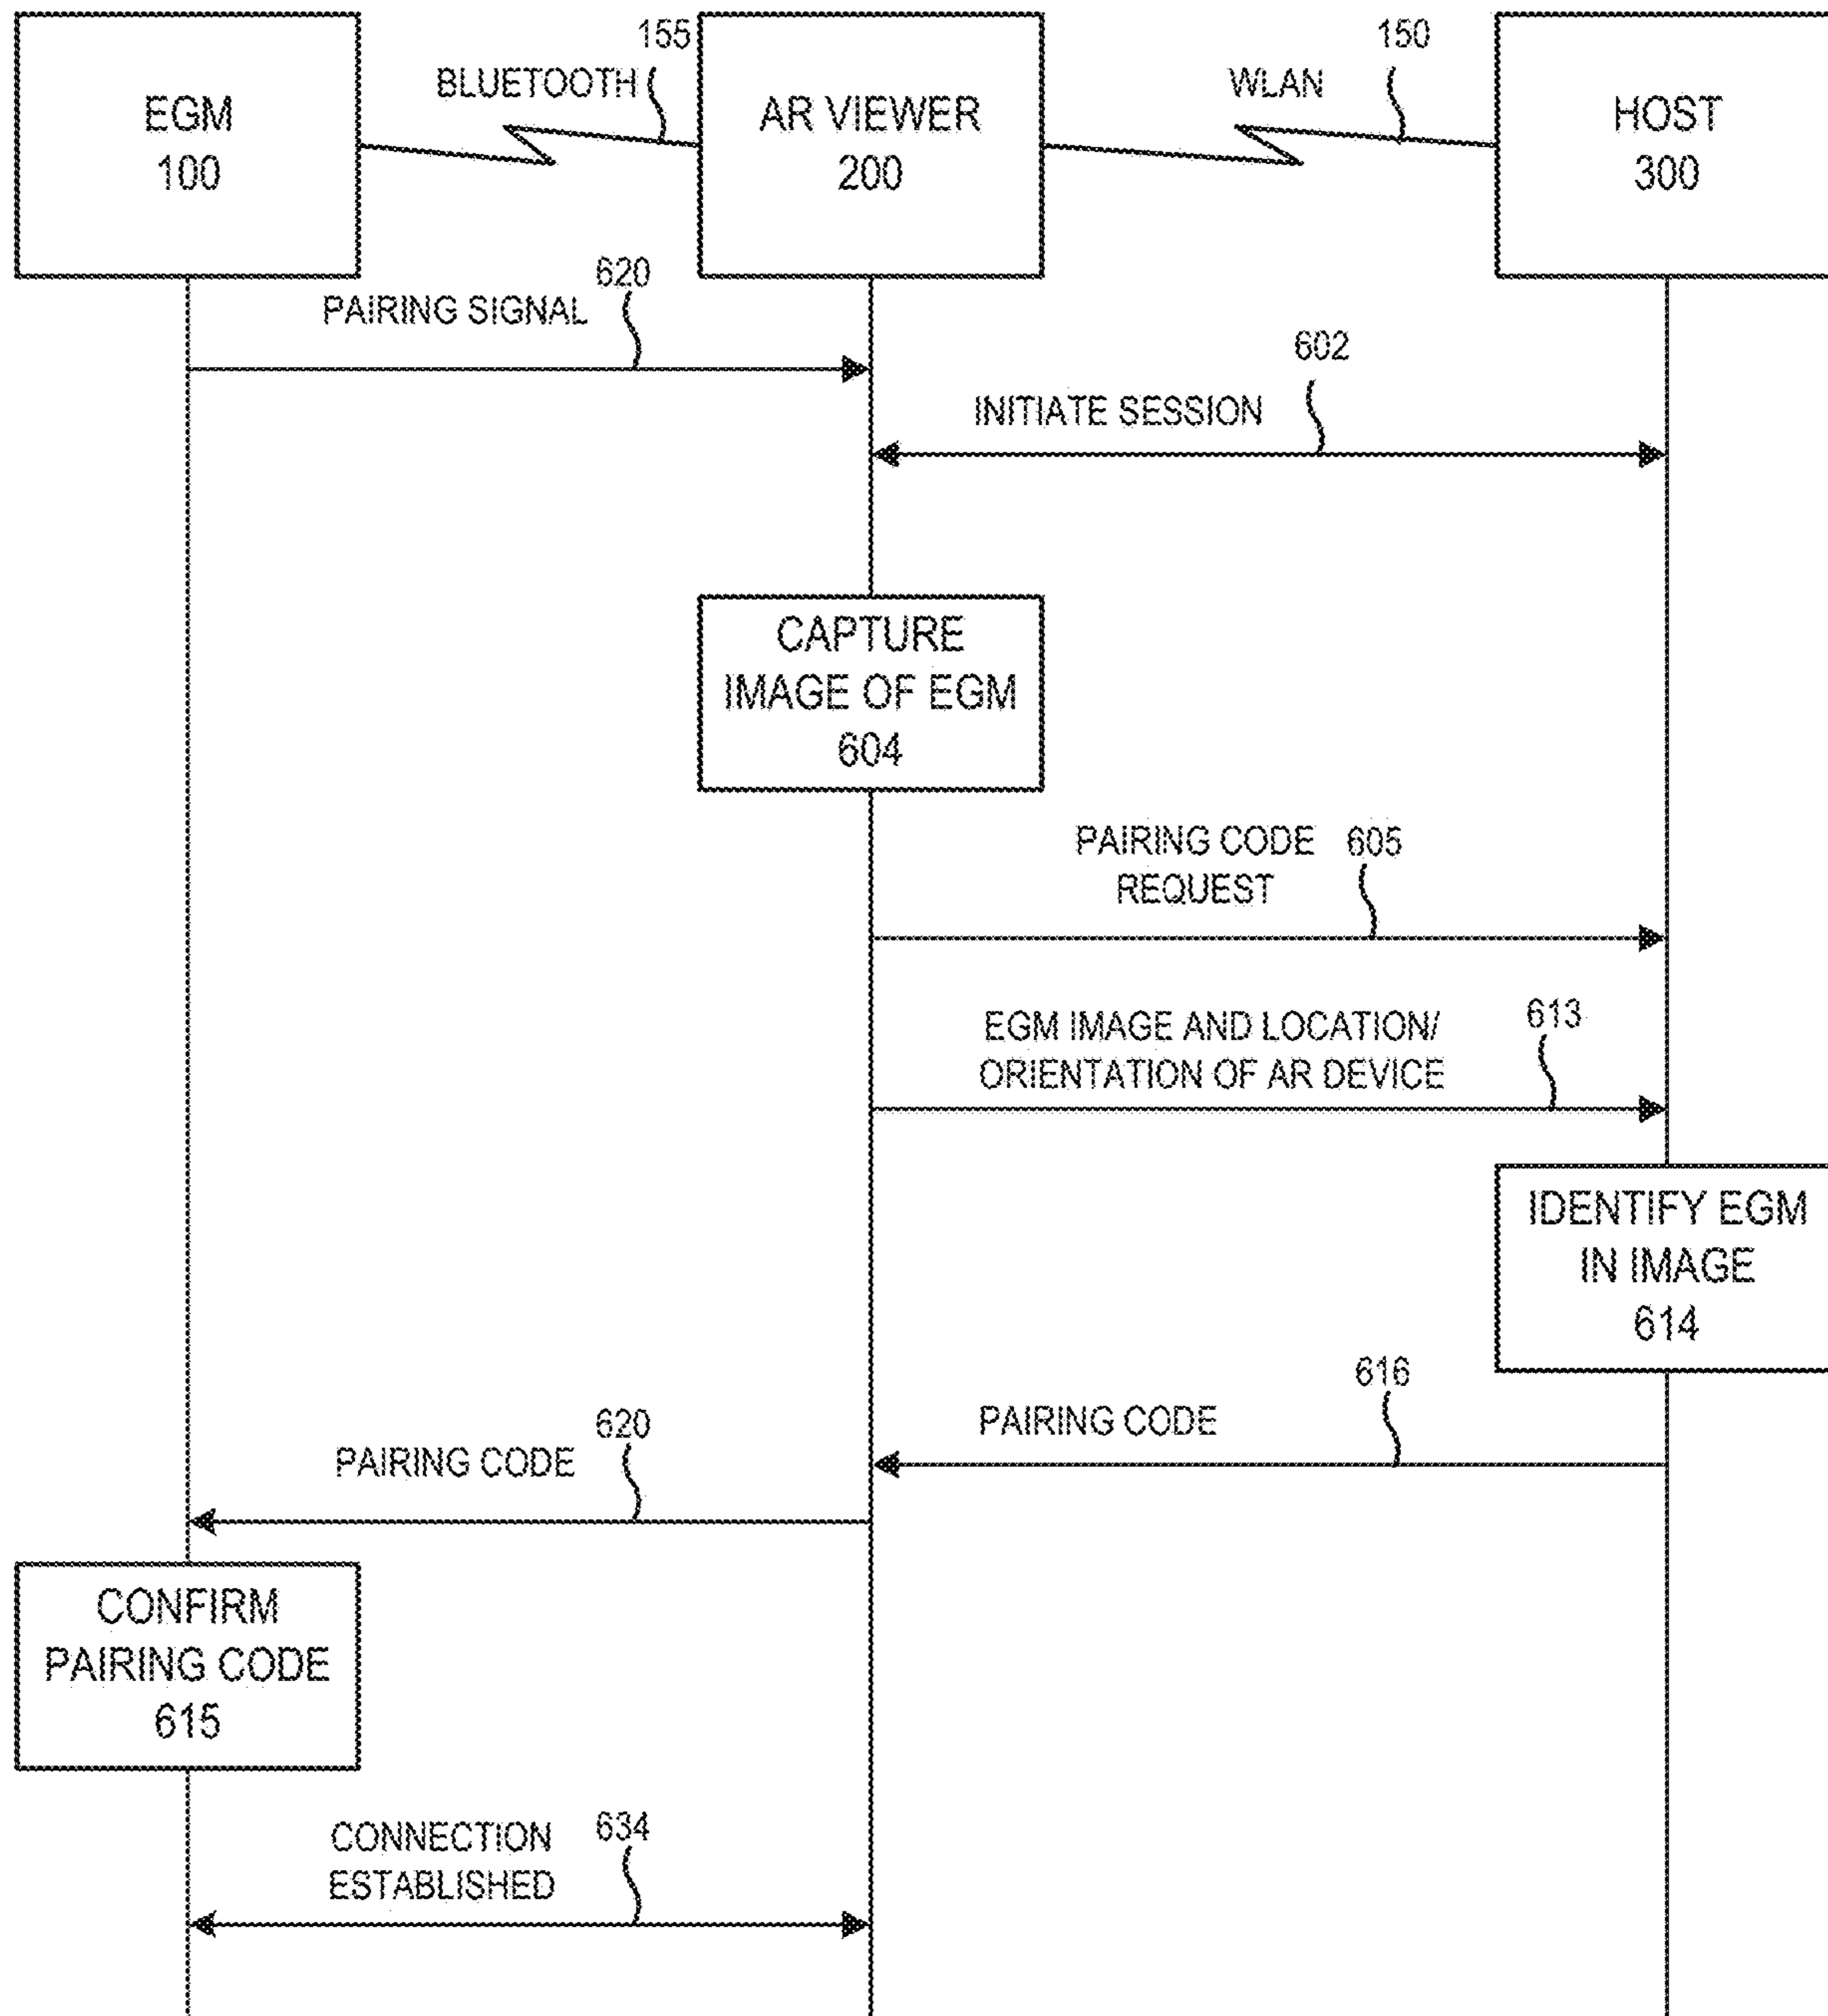 155
150
BLUETOOTH
WLAN
EGM
100
AR VIEWER
200
HOST
300
620
PAIRING SIGNAL
602
INITIATE SESSION
CAPTURE
IMAGE OF EGM
604
PAIRING CODE 605
REQUEST
613
EGM IMAGE AND LOCATION/
ORIENTATION OF AR DEVICE
IDENTIFY EGM
IN IMAGE
614
616
PAIRING CODE
620
PAIRING CODE
CONFIRM
PAIRING CODE
615
CONNECTION 634
ESTABLISHED